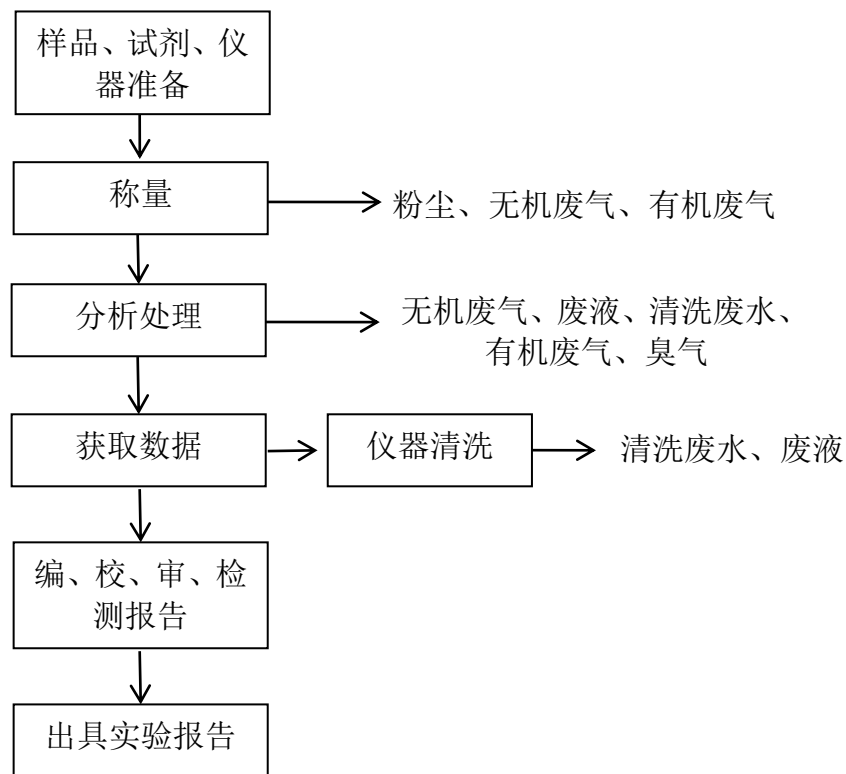 样品、试剂、仪
器准备
称量
粉尘、无机废气、有机废气
分析处理
无机废气、废液、清洗废水、
有机废气、臭气
获取数据
仪器清洗
清洗废水、废液
编、校、审、检
测报告
出具实验报告